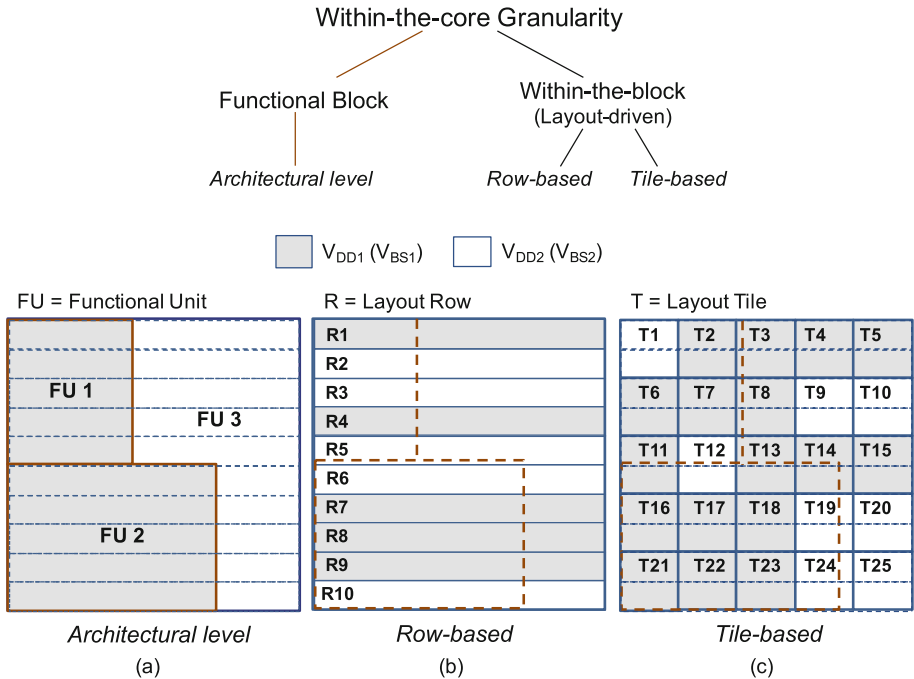 Within-the-core Granularity
Functional Block
Within-the-block
(Layout-driven)
Architectural level
Row-based
Tile-based
VDD1 (VBS1)
VDD2 (VBS2)
FU = Functional Unit
R = Layout Row
T = Layout Tile
FU 1
FU 3
FU 2
R1
R2
R3
R4
R5
R6
R7
R8
R9
R10
T1 T2 T3 T4 T5
T6 T7 T8 T9 T10
T11 T12 T13 T14 T15
T16 T17 T18 T19 T20
T21 T22 T23 T24 T25
Architectural level
Row-based
Tile-based
(a)
(b)
(c)